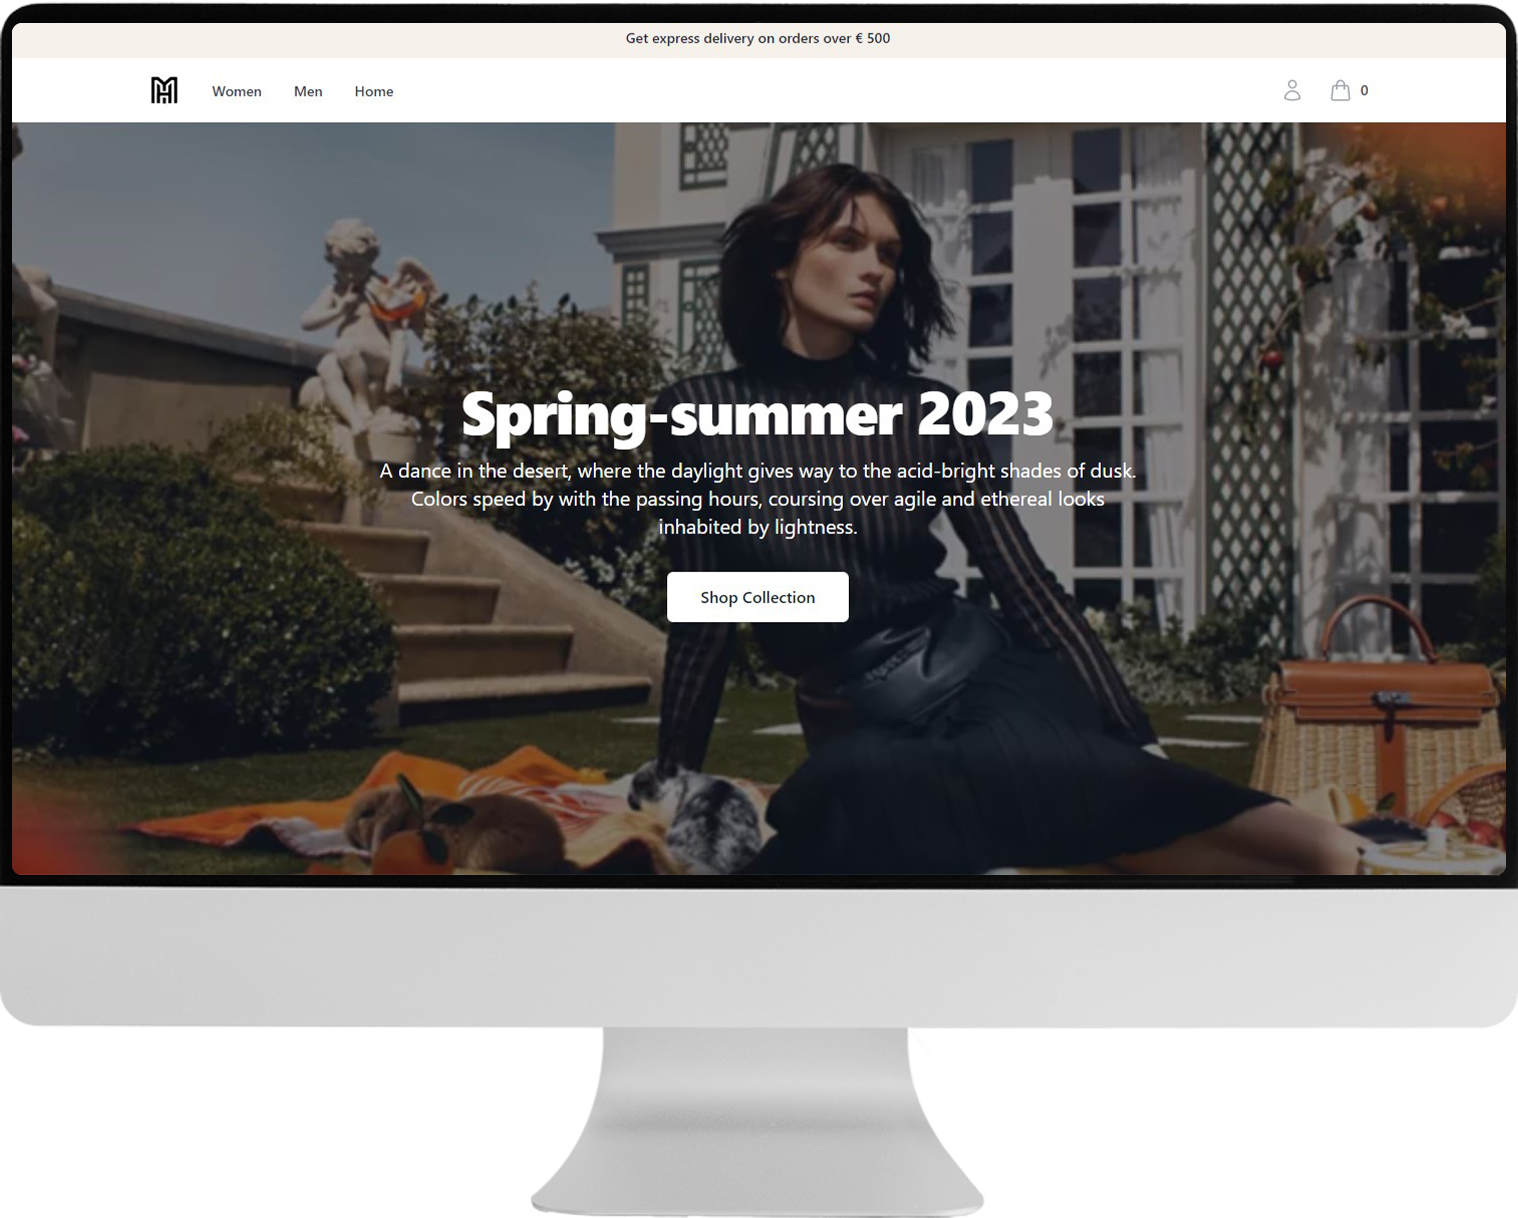 Get express delivery on orders over € 500
Women Men Home 0
Spring-summer 2023
A dance in the desert, where the daylight gives way to the acid-bright shades of dusk.
Colors speed by with the passing hours, coursing over agile and ethereal looks
inhabited by lightness.
Shop Collection